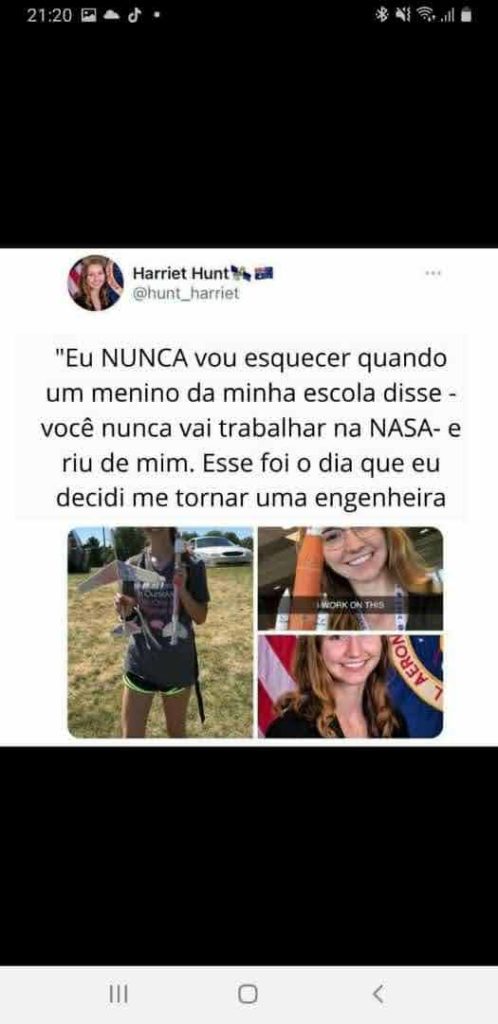 21:20
Harriet Hunt
@hunt_harriet
"Eu NUNCA vou esquecer quando
um menino da minha escola disse -
você nunca vai trabalhar na NASA- e
riu de mim. Esse foi o dia que eu
decidi me tornar uma engenheira
I WORK ON THIS
L AERON